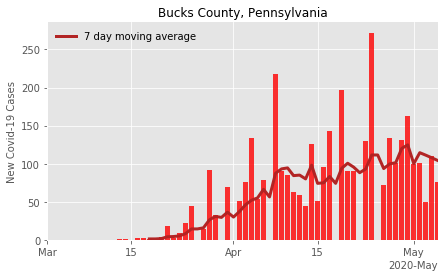 Bucks County, Pennsylvania
7 day moving average
New Covid-19 Cases
250
200
150
100
50
0
Mar 15 Apr 15 May
2020-May